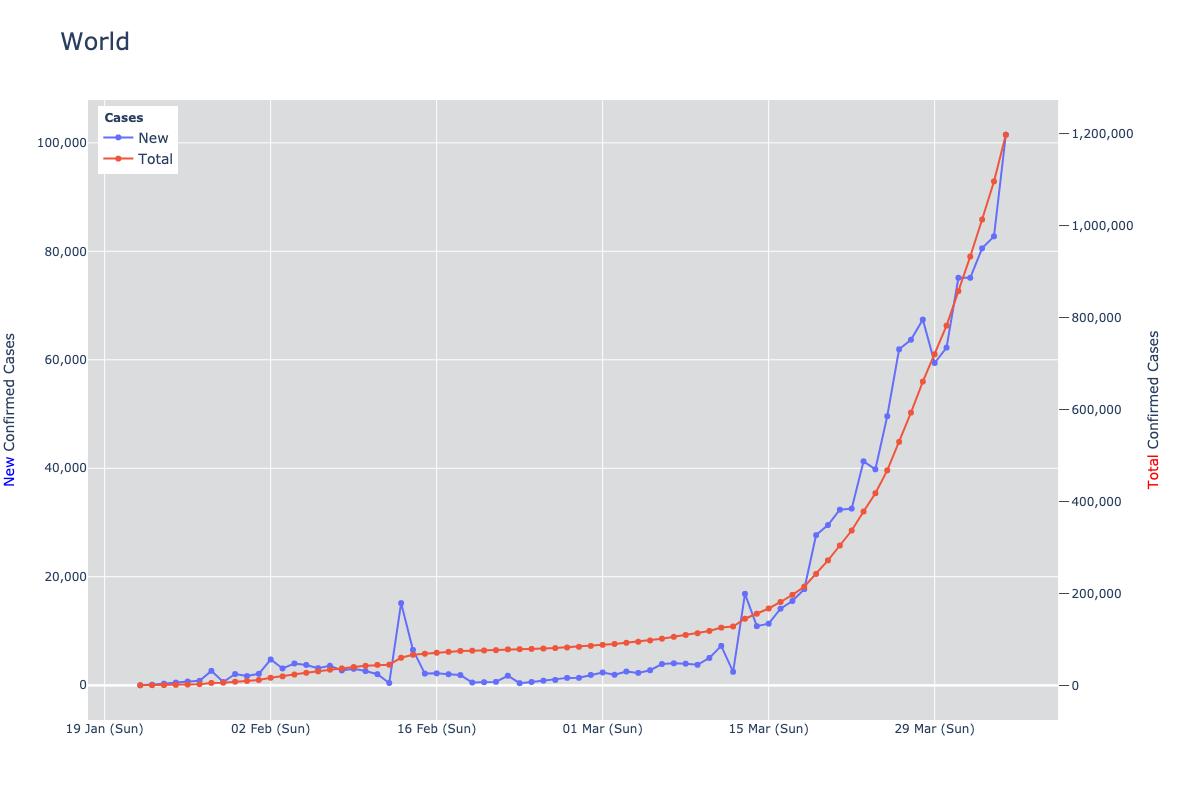 World
Cases
New
Total
100,000
80,000
60,000
40,000
20,000
0
New Confirmed Cases
1,200,000
1,000,000
800,000
600,000
400,000
200,000
0
Total Confirmed Cases
19 Jan (Sun)
02 Feb (Sun)
16 Feb (Sun)
01 Mar (Sun)
15 Mar (Sun)
29 Mar (Sun)